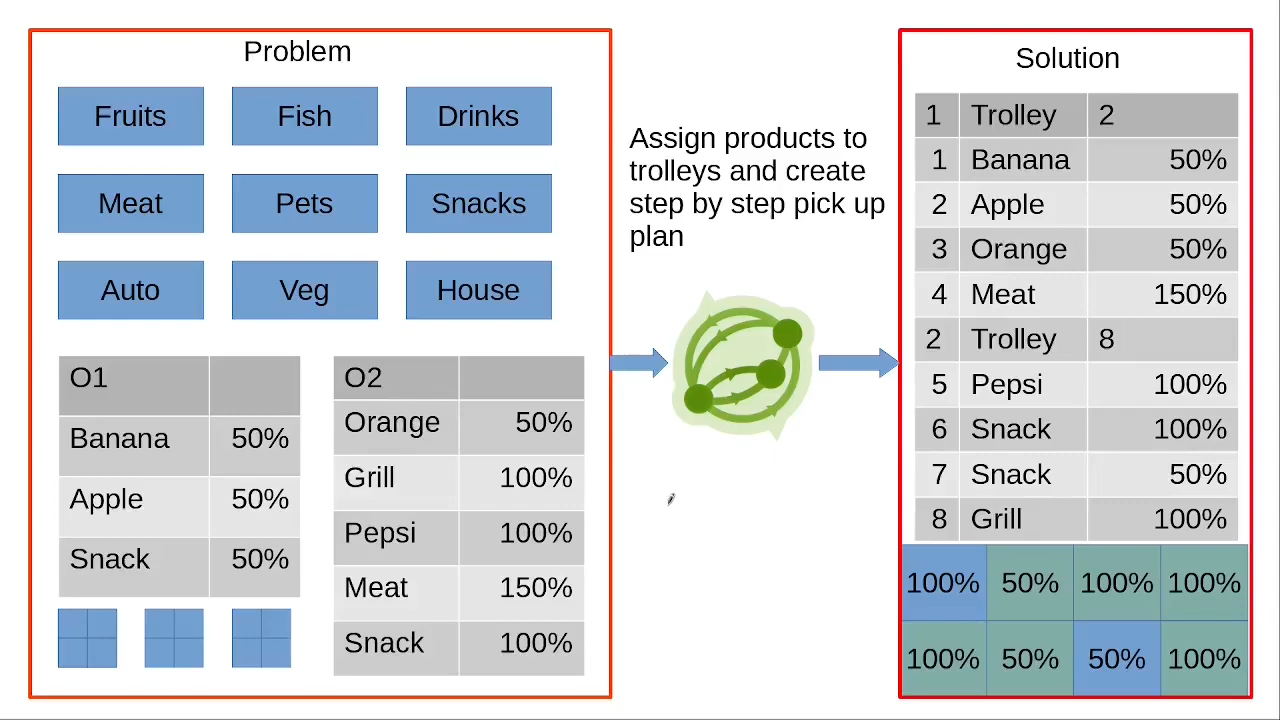 Problem
Fruits Fish Drinks
Meat Pets Snacks
Auto Veg House
O1
Banana 50%
Apple 50%
Snack 50%
O2
Orange 50%
Grill 100%
Pepsi 100%
Meat 150%
Snack 100%
Assign products to
trolleys and create
step by step pick up
plan
Solution
1 Trolley 2
1 Banana 50%
2 Apple 50%
3 Orange 50%
4 Meat 150%
2 Trolley 8
5 Pepsi 100%
6 Snack 100%
7 Snack 50%
8 Grill 100%
100% 50% 100% 100%
100% 50% 50% 100%